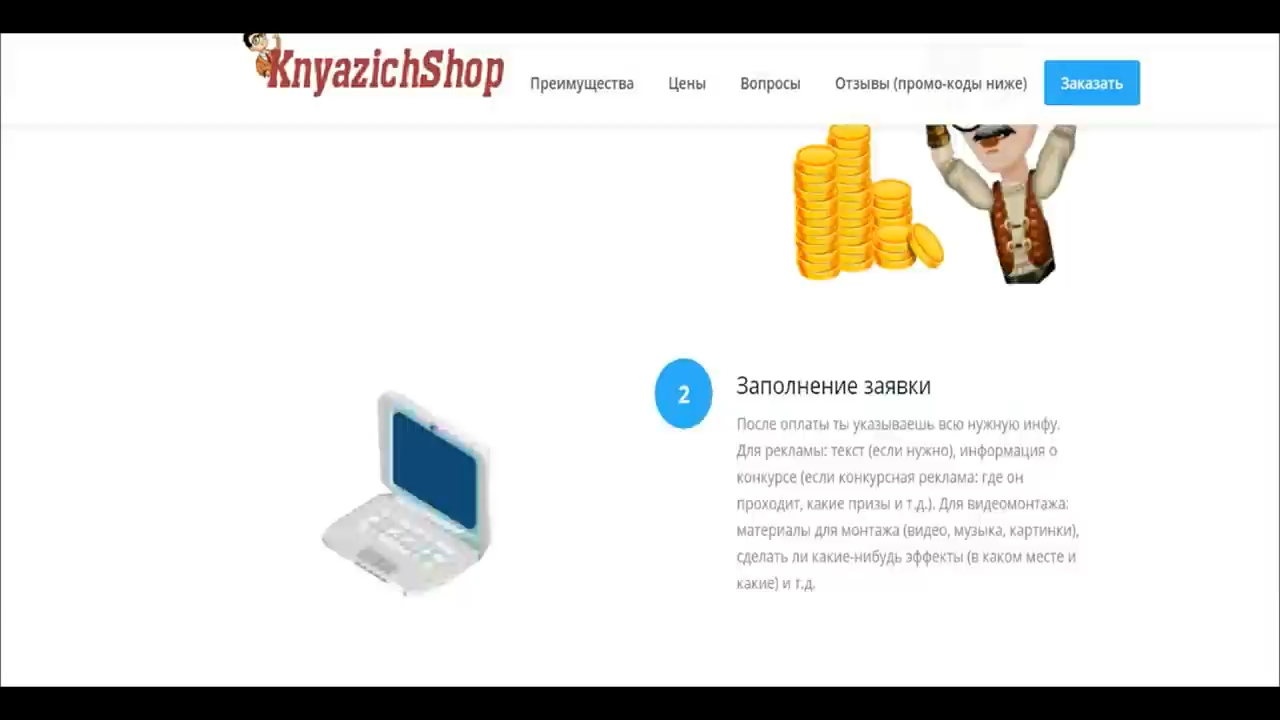 KnyazichShop
Преимущества
Цены
Вопросы
Отзывы (промо-коды ниже)
Заказать
2
Заполнение заявки
После оплаты ты указываешь всю нужную инфу.
Для рекламы: текст (если нужно), информация о
конкурсе (если конкурсная реклама: где он
проходит, какие призы и т.д.). Для видеомонтажа:
материалы для монтажа (видео, музыка, картинки),
сделать ли какие-нибудь эффекты (в каком месте и
какие) и т.д.